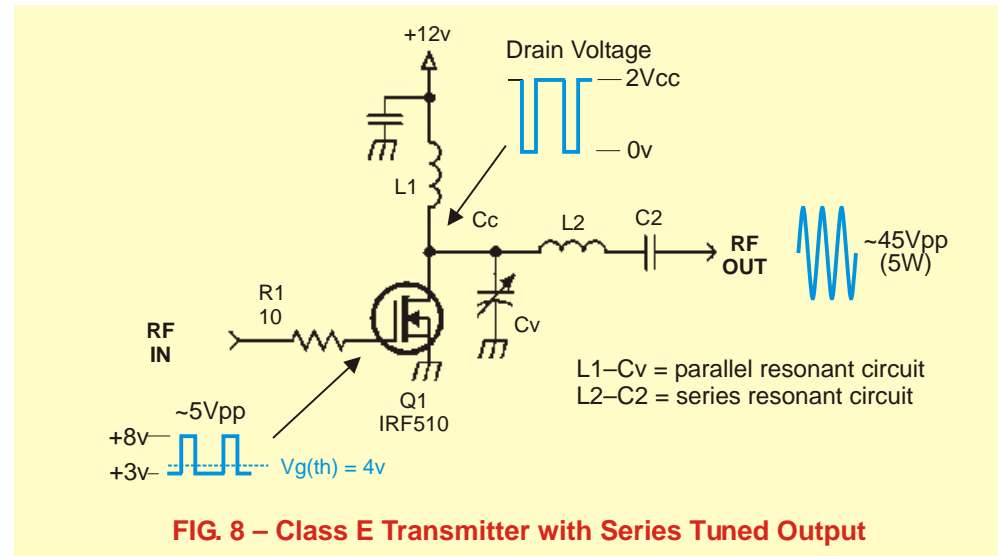 +12v
Drain Voltage
2Vcc
0v
L1
Cc
L2
C2
RF
OUT
~45Vpp
(5W)
R1
10
RF
IN
Cv
Q1
IRF510
L1–Cv = parallel resonant circuit
L2–C2 = series resonant circuit
~5Vpp
+8v
+3v
Vg(th) = 4v
FIG. 8 – Class E Transmitter with Series Tuned Output